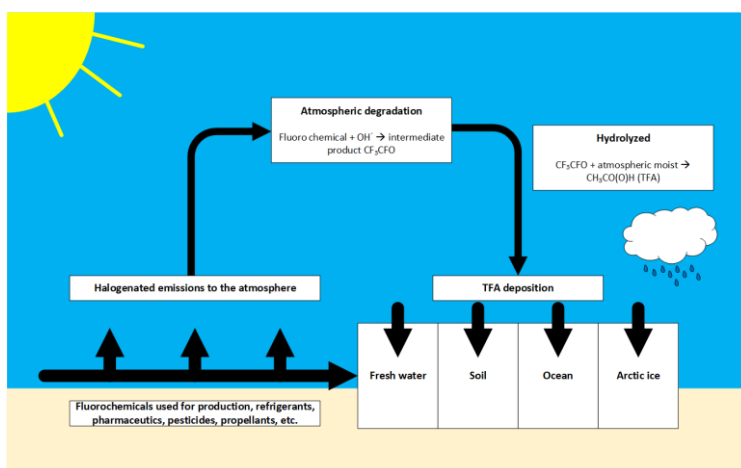 Atmospheric degradation
Fluoro chemical + OH˙ → intermediate
product CF₃CFO
Hydrolyzed
CF₃CFO + atmospheric moist →
CH₃CO(O)H (TFA)
Halogenated emissions to the atmosphere
TFA deposition
Fresh water
Soil
Ocean
Arctic ice
Fluorochemicals used for production, refrigerants,
pharmaceutics, pesticides, propellants, etc.